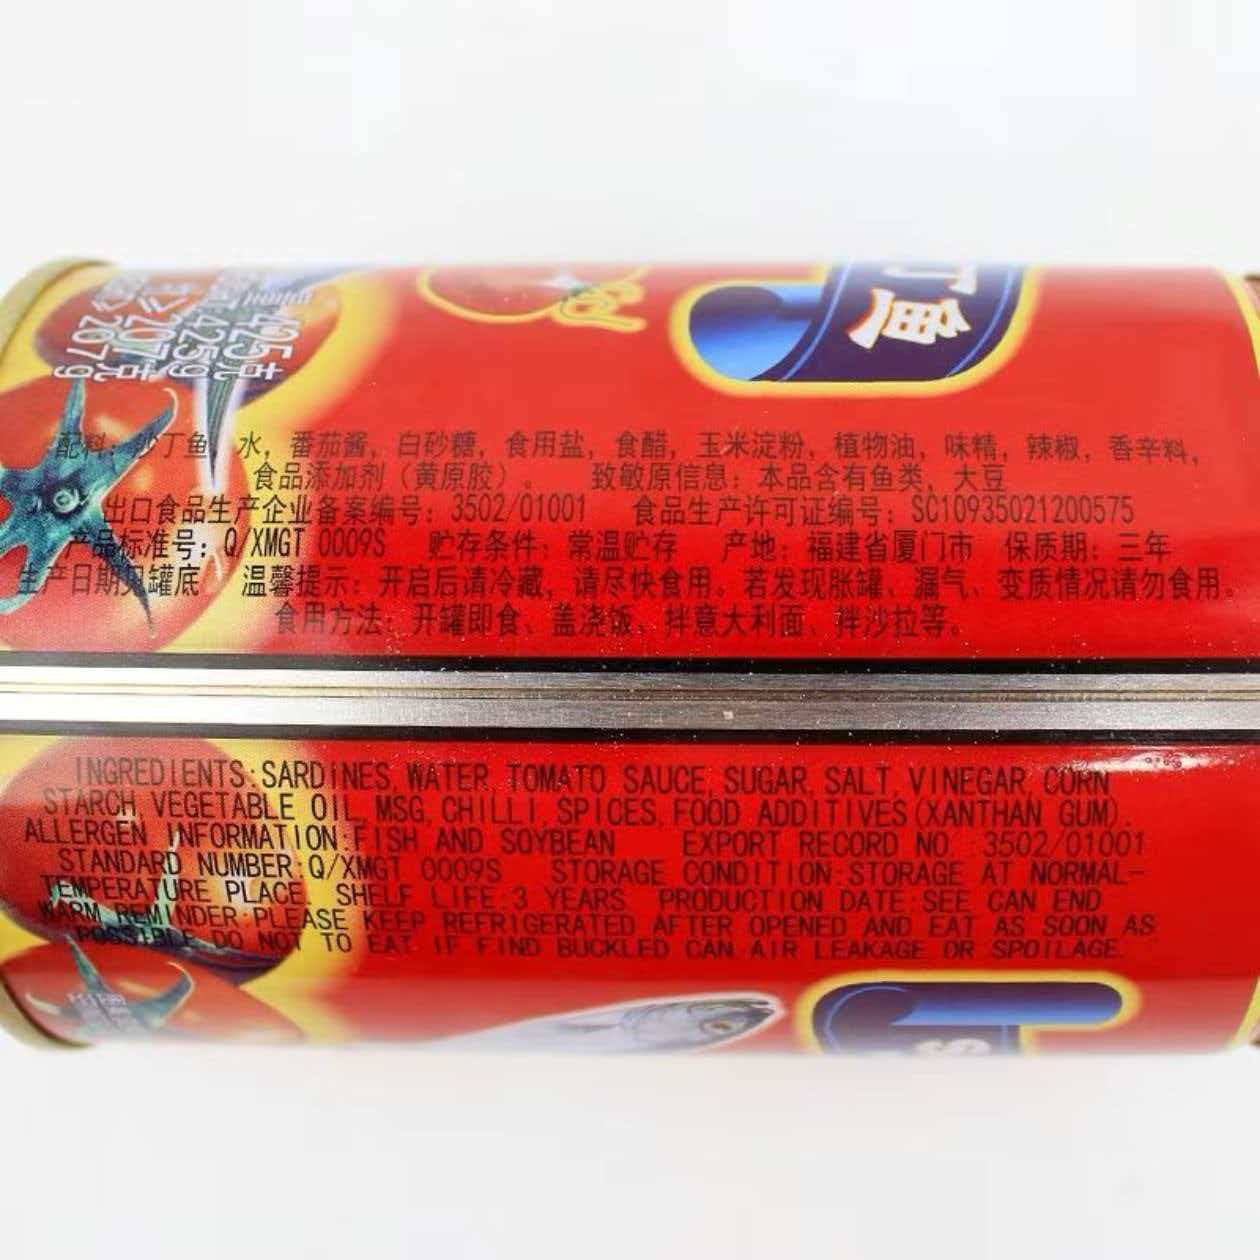 425克
425g
207克
207g
丁鱼
配料：沙丁鱼，水，番茄酱，白砂糖，食用盐，食醋，玉米淀粉，植物油，味精，辣椒，香辛料，
食品添加剂（黄原胶）。 致敏原信息：本品含有鱼类、大豆
出口食品生产企业备案编号：3502/01001 食品生产许可证编号：SC10935021200575
产品标准号：Q/XMGT 0009S 贮存条件：常温贮存 产地：福建省厦门市 保质期：三年
生产日期见罐底 温馨提示：开启后请冷藏，请尽快食用。若发现胀罐、漏气、变质情况请勿食用。
食用方法：开罐即食、盖浇饭、拌意大利面、拌沙拉等。
INGREDIENTS:SARDINES,WATER,TOMATO SAUCE,SUGAR,SALT,VINEGAR,CORN
STARCH,VEGETABLE OIL,MSG,CHILLI,SPICES,FOOD ADDITIVES(XANTHAN GUM).
ALLERGEN INFORMATION:FISH AND SOYBEAN EXPORT RECORD NO.:3502/01001
STANDARD NUMBER:Q/XMGT 0009S STORAGE CONDITION:STORAGE AT NORMAL-
TEMPERATURE PLACE SHELF LIFE:3 YEARS PRODUCTION DATE:SEE CAN END
WARM REMINDER:PLEASE KEEP REFRIGERATED AFTER OPENED AND EAT AS SOON AS
POSSIBLE,DO NOT TO EAT IF FIND BUCKLED CAN AIR LEAKAGE OR SPOILAGE.
S